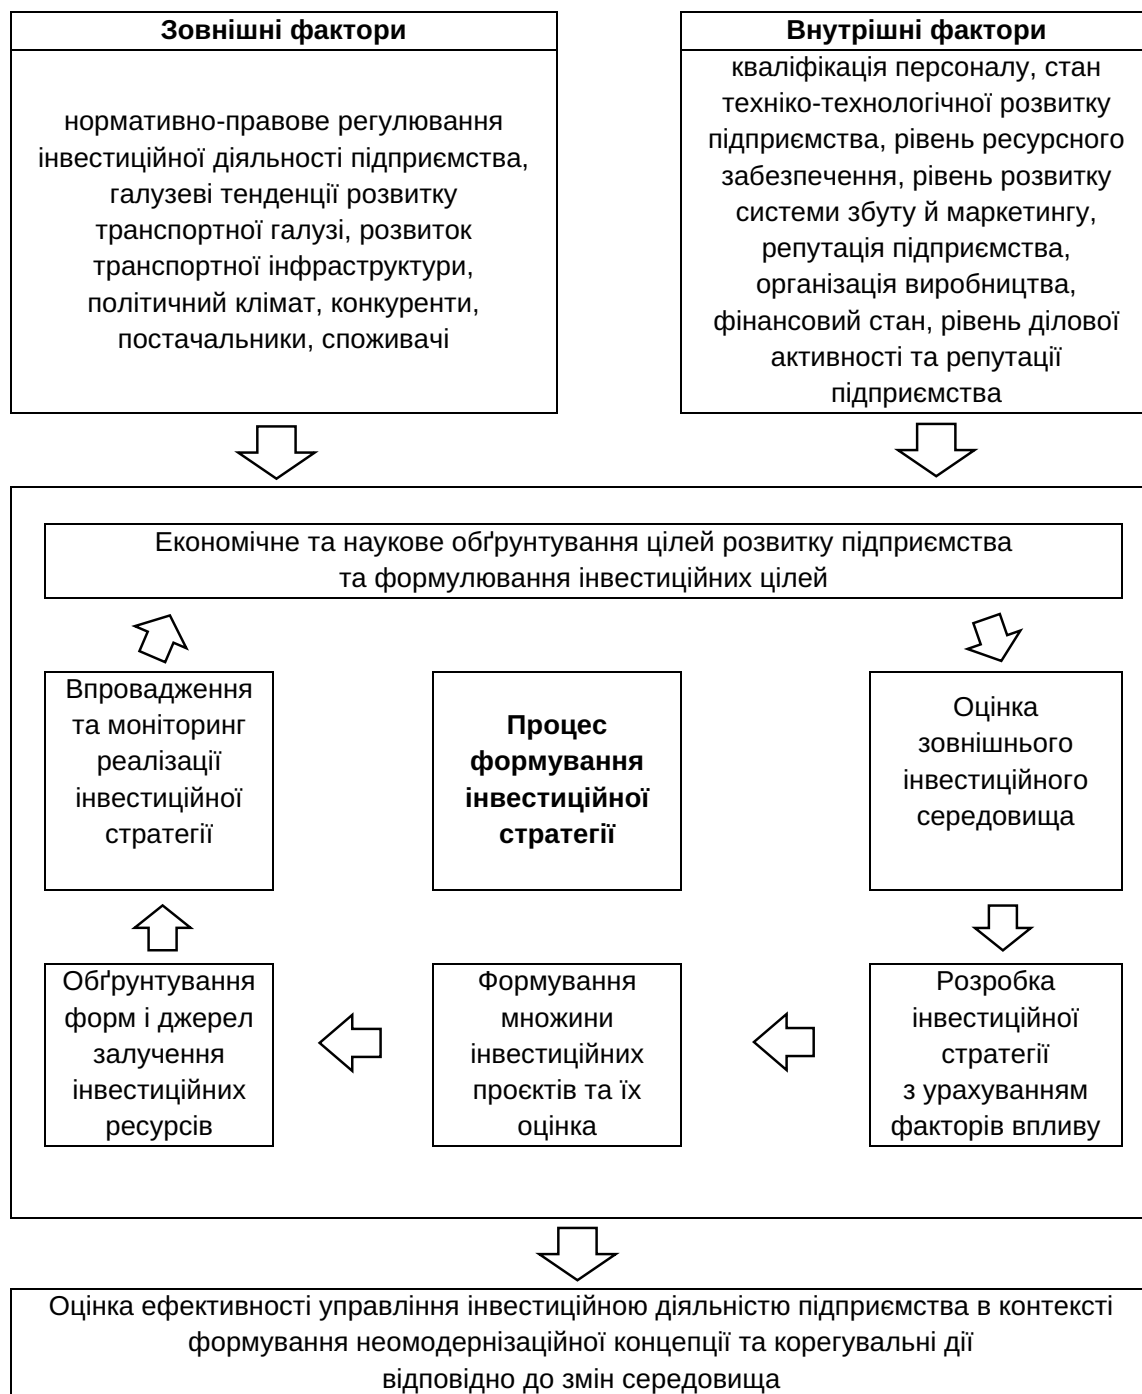 Зовнішні фактори
нормативно-правове регулювання
інвестиційної діяльності підприємства,
галузеві тенденції розвитку
транспортної галузі, розвиток
транспортної інфраструктури,
політичний клімат, конкуренти,
постачальники, споживачі
Внутрішні фактори
кваліфікація персоналу, стан
техніко-технологічної розвитку
підприємства, рівень ресурсного
забезпечення, рівень розвитку
системи збуту й маркетингу,
репутація підприємства,
організація виробництва,
фінансовий стан, рівень ділової
активності та репутації
підприємства
Економічне та наукове обґрунтування цілей розвитку підприємства
та формулювання інвестиційних цілей
Впровадження
та моніторинг
реалізації
інвестиційної
стратегії
Процес
формування
інвестиційної
стратегії
Оцінка
зовнішнього
інвестиційного
середовища
Обґрунтування
форм і джерел
залучення
інвестиційних
ресурсів
Формування
множини
інвестиційних
проєктів та їх
оцінка
Розробка
інвестиційної
стратегії
з урахуванням
факторів впливу
Оцінка ефективності управління інвестиційною діяльністю підприємства в контексті
формування неомодернізаційної концепції та корегувальні дії
відповідно до змін середовища